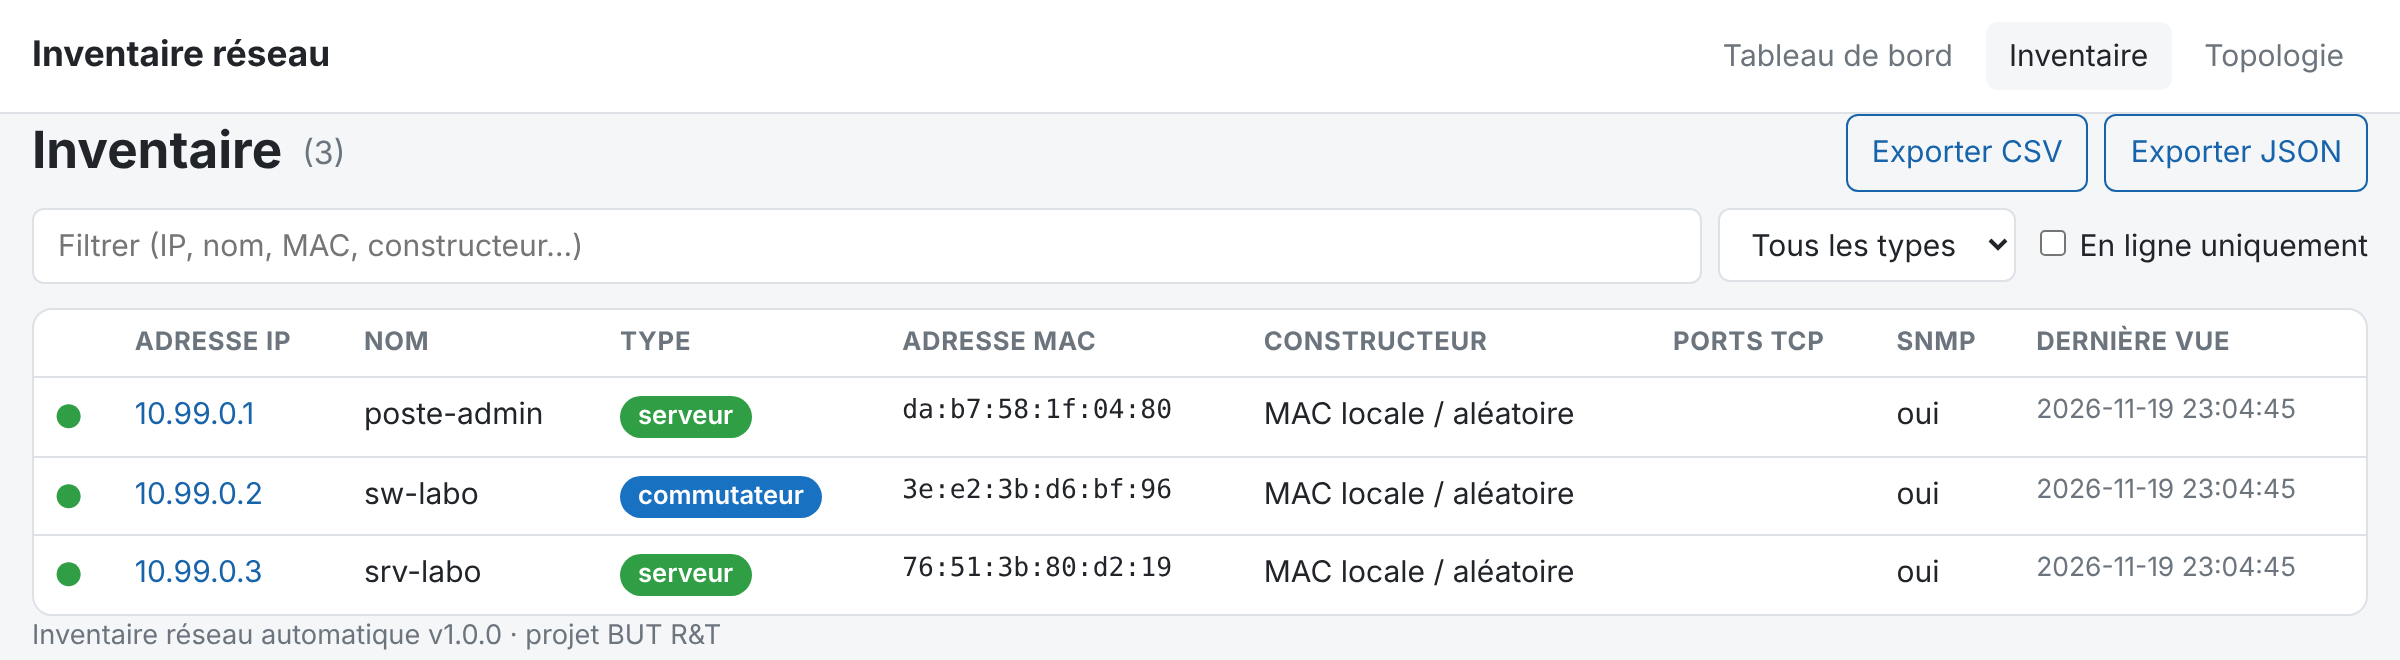 Inventaire réseau Tableau de bord Inventaire Topologie
Inventaire (3) Exporter CSV Exporter JSON
Filtrer (IP, nom, MAC, constructeur...) Tous les types En ligne uniquement
ADRESSE IP NOM TYPE ADRESSE MAC CONSTRUCTEUR PORTS TCP SNMP DERNIÈRE VUE
10.99.0.1 poste-admin serveur da:b7:58:1f:04:80 MAC locale / aléatoire oui 2026-11-19 23:04:45
10.99.0.2 sw-labo commutateur 3e:e2:3b:d6:bf:96 MAC locale / aléatoire oui 2026-11-19 23:04:45
10.99.0.3 srv-labo serveur 76:51:3b:80:d2:19 MAC locale / aléatoire oui 2026-11-19 23:04:45
Inventaire réseau automatique v1.0.0 · projet BUT R&T